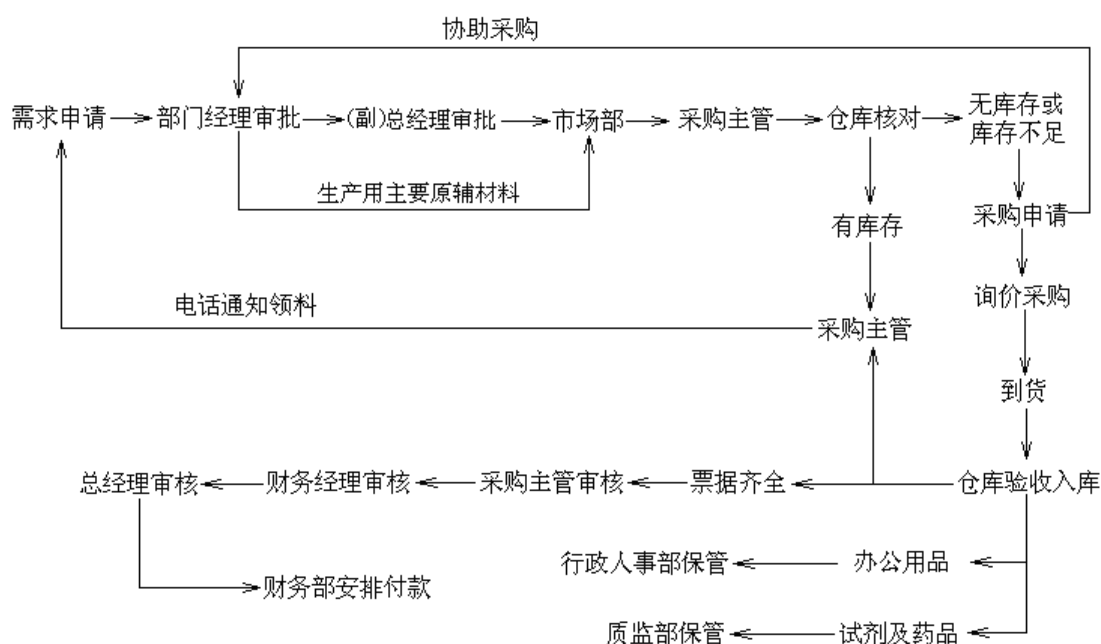 协助采购
需求申请
部门经理审批
(副)总经理审批
市场部
采购主管
仓库核对
无库存或
库存不足
生产用主要原辅材料
有库存
采购申请
电话通知领料
采购主管
询价采购
到货
总经理审核
财务经理审核
采购主管审核
票据齐全
仓库验收入库
行政人事部保管
办公用品
财务部安排付款
质监部保管
试剂及药品